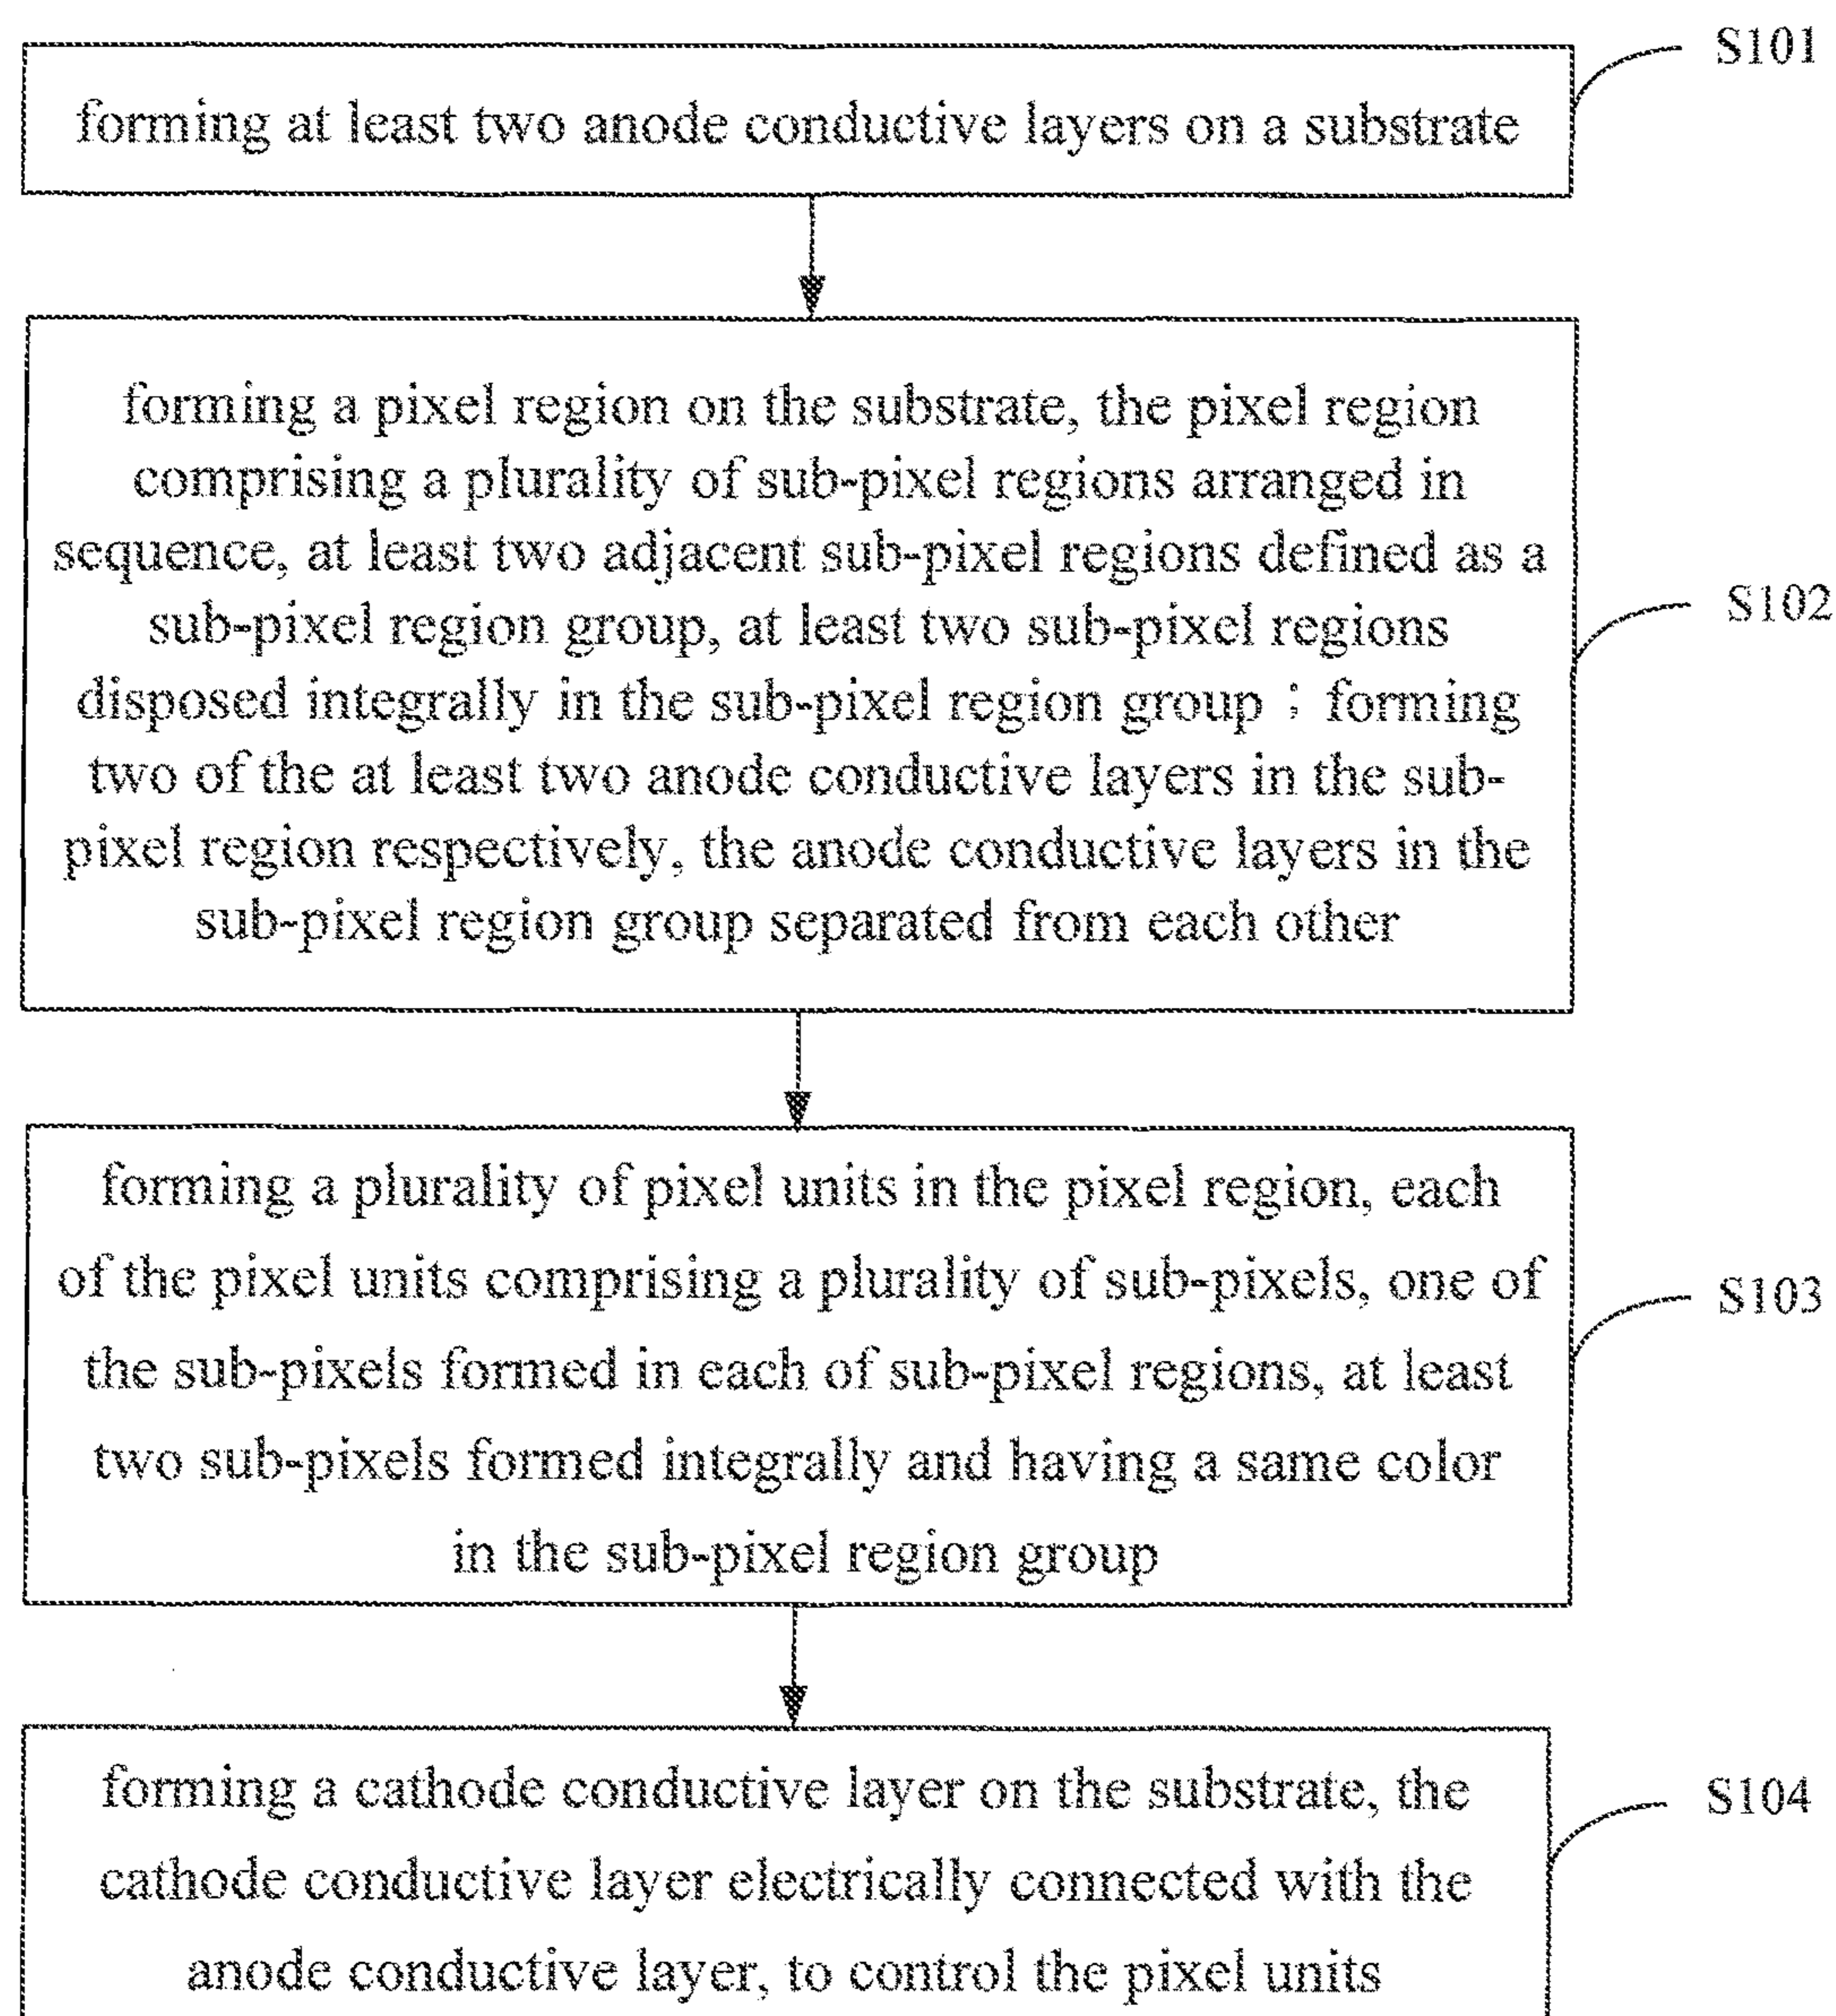 S101
forming at least two anode conductive layers on a substrate
forming a pixel region on the substrate, the pixel region
comprising a plurality of sub-pixel regions arranged in
sequence, at least two adjacent sub-pixel regions defined as a
sub-pixel region group, at least two sub-pixel regions
disposed integrally in the sub-pixel region group ; forming
two of the at least two anode conductive layers in the sub-
pixel region respectively, the anode conductive layers in the
sub-pixel region group separated from each other
S102
forming a plurality of pixel units in the pixel region, each
of the pixel units comprising a plurality of sub-pixels, one of
the sub-pixels formed in each of sub-pixel regions, at least
two sub-pixels formed integrally and having a same color
in the sub-pixel region group
S103
forming a cathode conductive layer on the substrate, the
cathode conductive layer electrically connected with the
anode conductive layer, to control the pixel units
S104